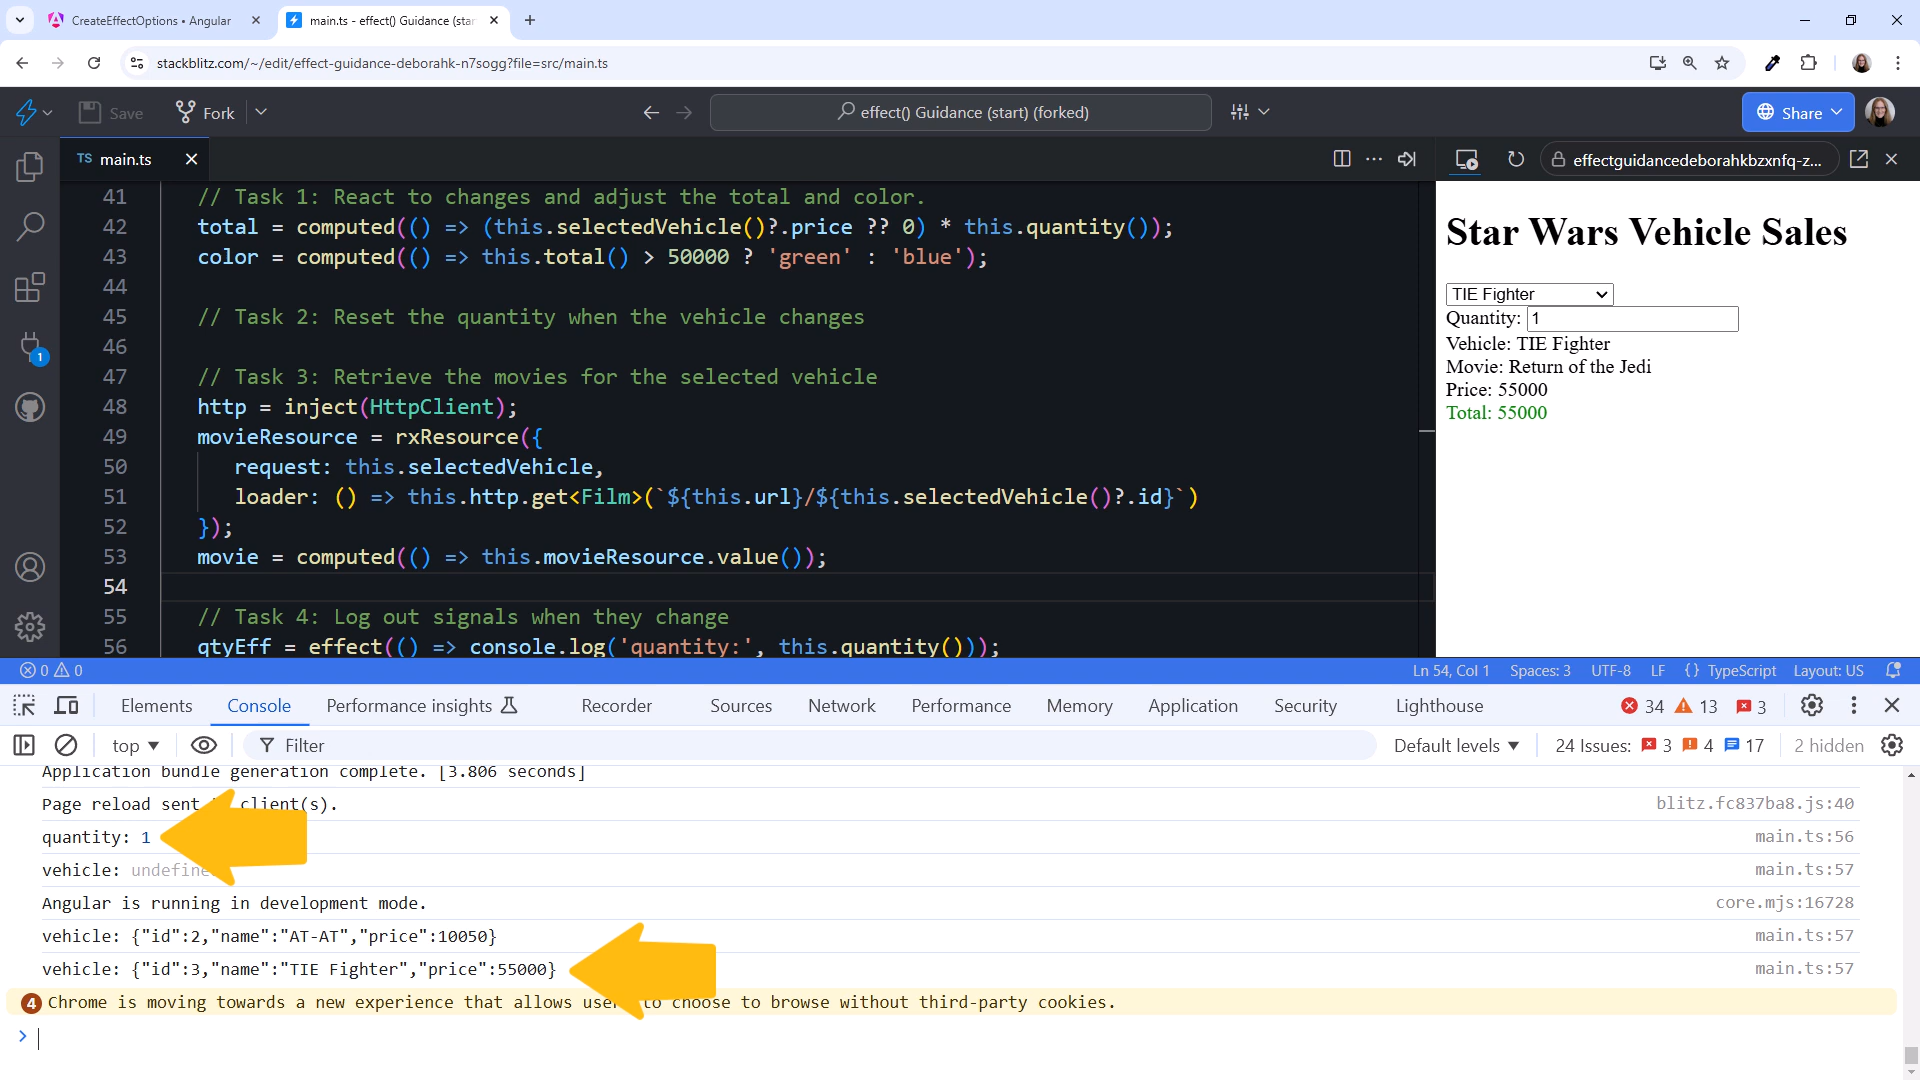 CreateEffectOptions • Angular
main.ts - effect() Guidance (star
stackblitz.com/~/edit/effect-guidance-deborahk-n7sogg?file=src/main.ts
Save
Fork
effect() Guidance (start) (forked)
Share
TS main.ts
effectguidancedeborahkbzxnfq-z...
41 // Task 1: React to changes and adjust the total and color.
42 total = computed(() => (this.selectedVehicle()?.price ?? 0) * this.quantity());
43 color = computed(() => this.total() > 50000 ? 'green' : 'blue');
44
45 // Task 2: Reset the quantity when the vehicle changes
46
47 // Task 3: Retrieve the movies for the selected vehicle
48 http = inject(HttpClient);
49 movieResource = rxResource({
50 request: this.selectedVehicle,
51 loader: () => this.http.get<Film>(`${this.url}/${this.selectedVehicle()?.id}`)
52 });
53 movie = computed(() => this.movieResource.value());
54
55 // Task 4: Log out signals when they change
56 qtyEff = effect(() => console.log('quantity:', this.quantity()));
1
Star Wars Vehicle Sales
TIE Fighter
Quantity: 1
Vehicle: TIE Fighter
Movie: Return of the Jedi
Price: 55000
Total: 55000
0 0
Ln 54, Col 1 Spaces: 3 UTF-8 LF {} TypeScript Layout: US
Elements Console Performance insights Recorder Sources Network Performance Memory Application Security Lighthouse 34 13 3
top Filter Default levels 24 Issues: 3 4 17 2 hidden
Application bundle generation complete. [3.806 seconds]
Page reload sent client(s). blitz.fc837ba8.js:40
quantity: 1 main.ts:56
vehicle: undefine main.ts:57
Angular is running in development mode. core.mjs:16728
vehicle: {"id":2,"name":"AT-AT","price":10050} main.ts:57
vehicle: {"id":3,"name":"TIE Fighter","price":55000} main.ts:57
4 Chrome is moving towards a new experience that allows use to choose to browse without third-party cookies.
>